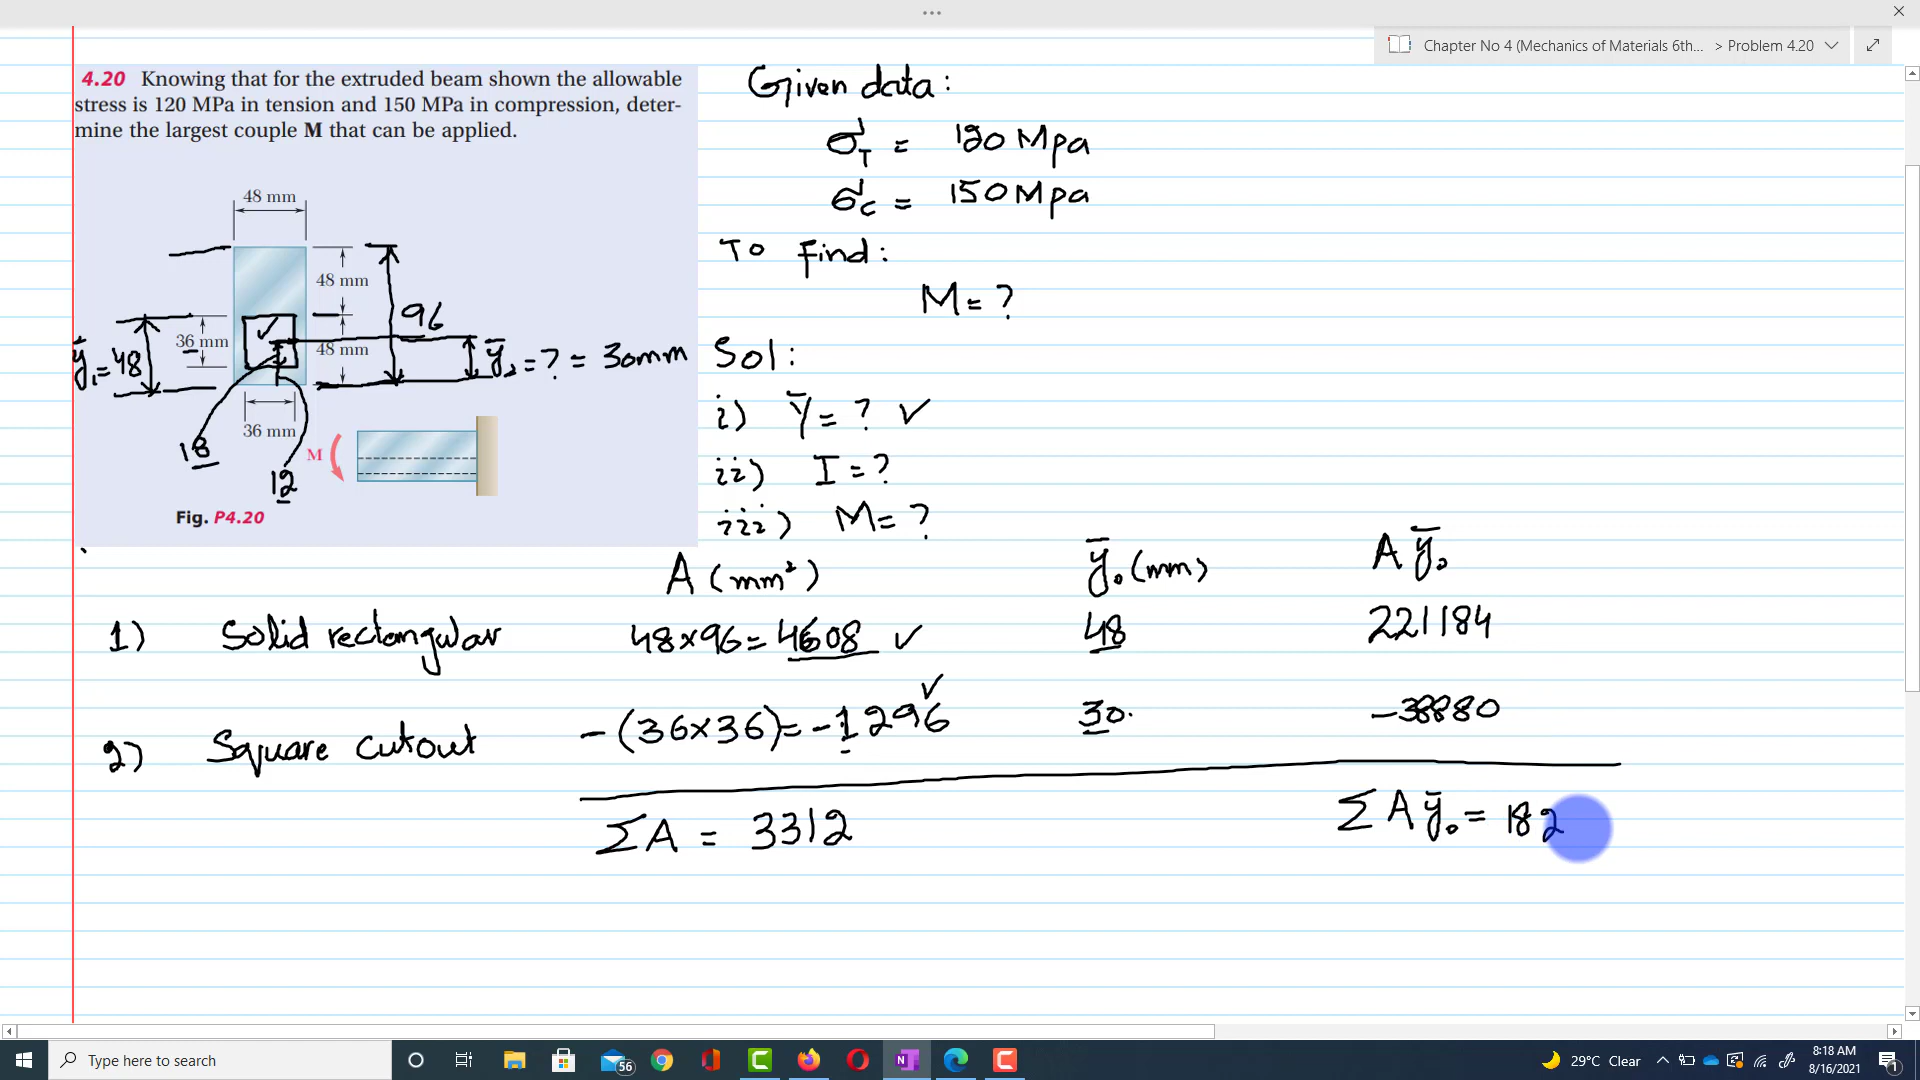 Chapter No 4 (Mechanics of Materials 6th... > Problem 4.20
4.20 Knowing that for the extruded beam shown the allowable
stress is 120 MPa in tension and 150 MPa in compression, deter-
mine the largest couple M that can be applied.
48 mm
48 mm
96
36 mm
48 mm
ȳ₁=48
ȳ₂=? = 30mm
36 mm
18
12
M
Fig. P4.20
Given data:
σT = 120 Mpa
σC = 150 Mpa
To Find:
M = ?
Sol:
i) Ȳ = ? ✓
ii) I = ?
iii) M = ?
A (mm²) ȳ₀ (mm) A ȳ₀
1) Solid rectangular 48×96 = 4608 ✓ 48 221184
2) Square cutout -(36×36) = -1296 ✓ 30 -38880
ΣA = 3312 ΣAȳ₀ = 182
Type here to search
56
29°C Clear
8:18 AM
8/16/2021
1